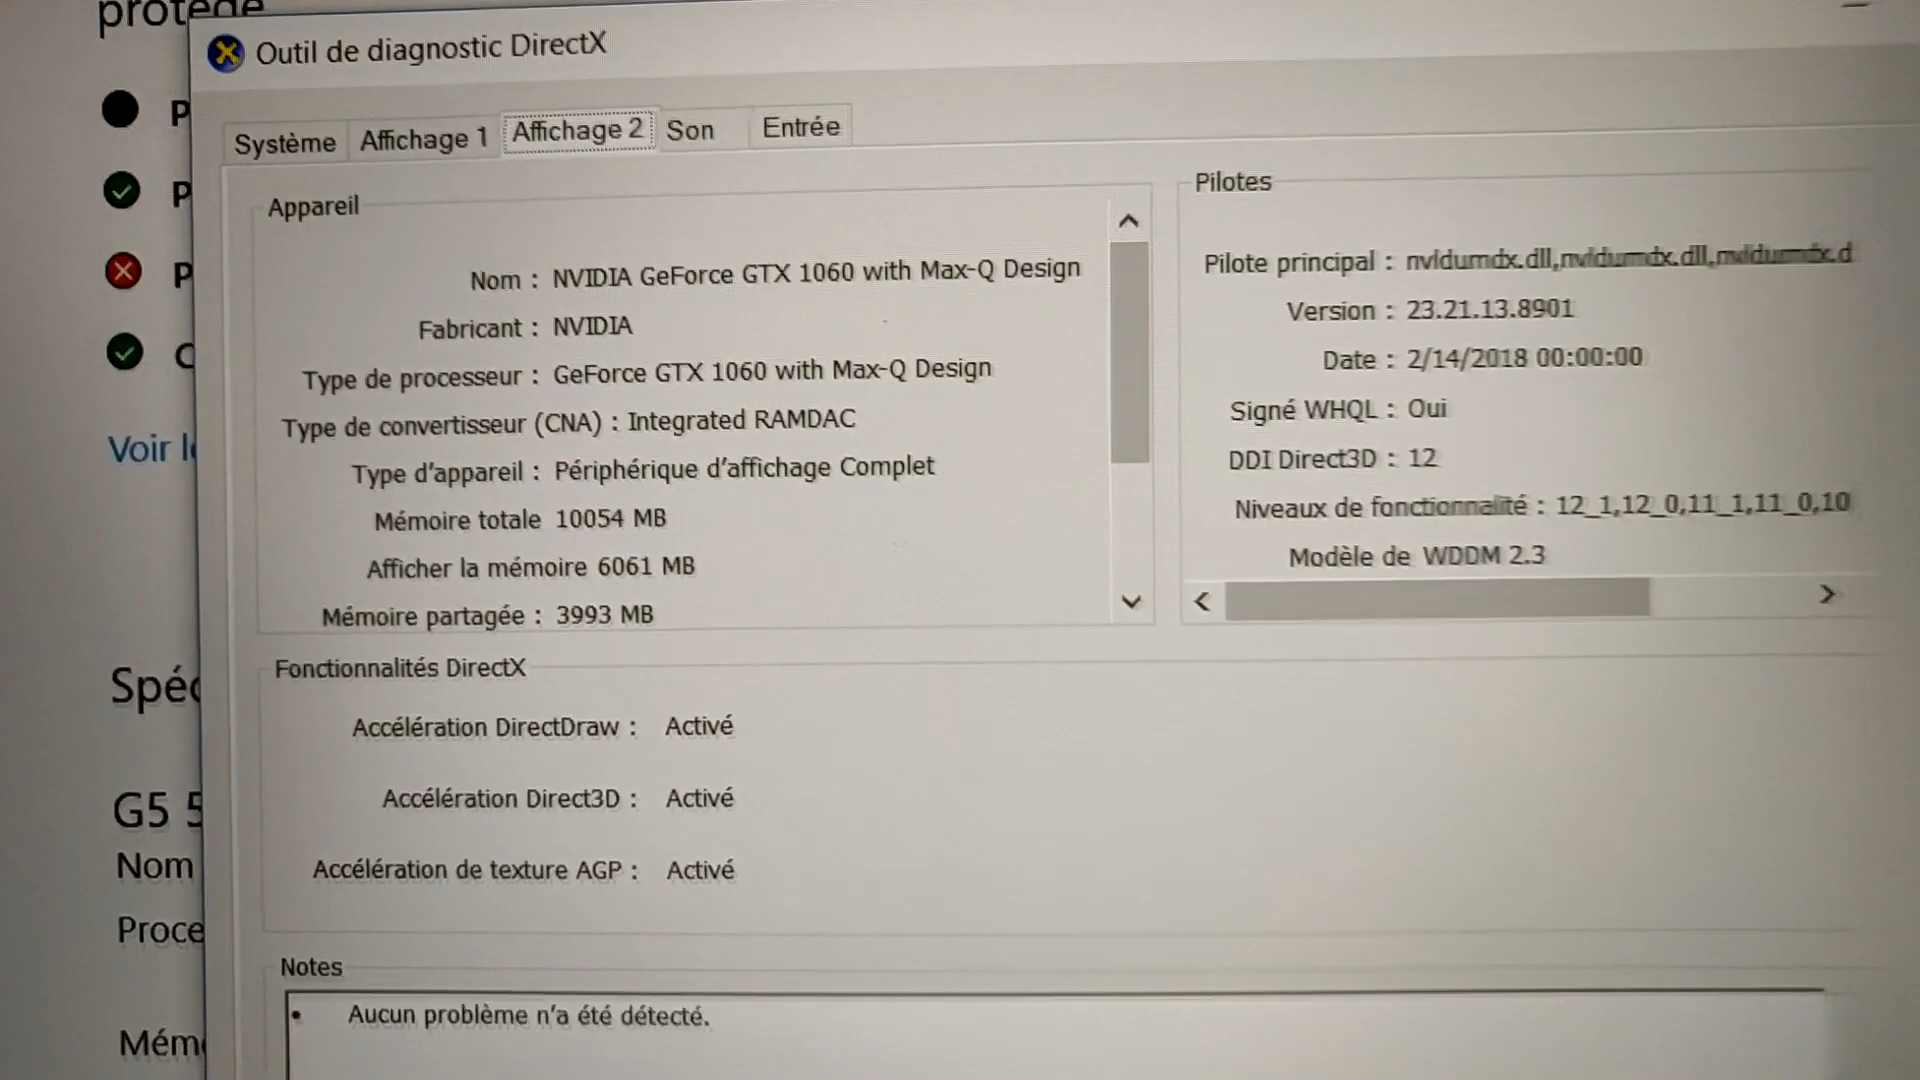 protégé
Outil de diagnostic DirectX
Système
Affichage 1
Affichage 2
Son
Entrée
P
P
P
C
Voir le
Spéc
G5 5
Nom
Proce
Mém
Appareil
Nom : NVIDIA GeForce GTX 1060 with Max-Q Design
Fabricant : NVIDIA
Type de processeur : GeForce GTX 1060 with Max-Q Design
Type de convertisseur (CNA) : Integrated RAMDAC
Type d'appareil : Périphérique d'affichage Complet
Mémoire totale 10054 MB
Afficher la mémoire 6061 MB
Mémoire partagée : 3993 MB
Pilotes
Pilote principal : nvldumdx.dll,nvldumdx.dll,nvldumdx.d
Version : 23.21.13.8901
Date : 2/14/2018 00:00:00
Signé WHQL : Oui
DDI Direct3D : 12
Niveaux de fonctionnalité : 12_1,12_0,11_1,11_0,10
Modèle de WDDM 2.3
Fonctionnalités DirectX
Accélération DirectDraw : Activé
Accélération Direct3D : Activé
Accélération de texture AGP : Activé
Notes
• Aucun problème n'a été détecté.